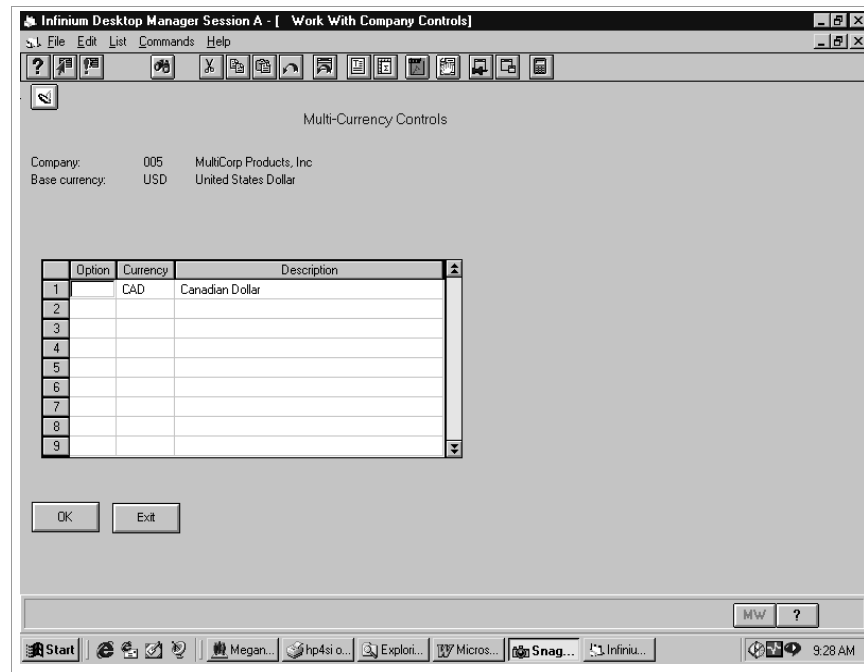 Infinium Desktop Manager Session A - [ Work With Company Controls]
File Edit List Commands Help
Multi-Currency Controls
Company: 005 MultiCorp Products, Inc
Base currency: USD United States Dollar
Option Currency Description
1 CAD Canadian Dollar
2
3
4
5
6
7
8
9
OK Exit
MW ?
Start Megan... hp4si o... Explori... Micros... Snag... Infiniu... 9:28 AM